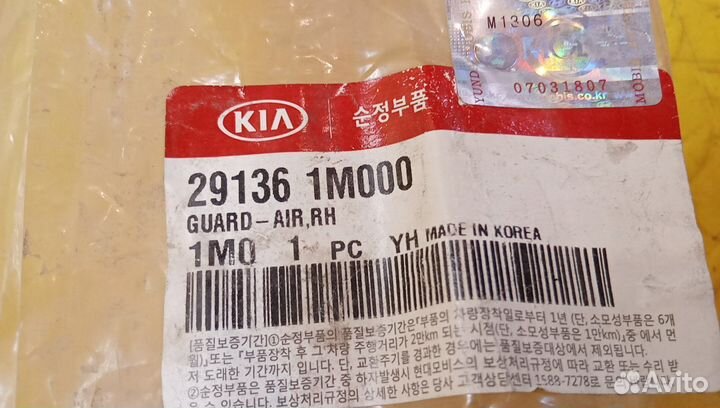 M1306
07031807
bis.co.kr
KIA 순정부품
29136 1M000
GUARD-AIR,RH
1M0 1 PC YH MADE IN KOREA
[품질보증기간]①순정부품의 품질보증기간은「부품의 차량장착일로부터 1년 (단, 소모성부품은 6개
월)」또는 「부품장착 후 그 차량 주행거리가 2만km 되는 시점(단, 소모성부품은 1만km)」중에서 먼
저 도래한 기간까지 입니다. 단, 교환주기를 경과한 경우에는 품질보증대상에서 제외됩니다.
②순정부품은 품질보증기간 중 하자발생시 현대모비스의 보상처리규정에 따라 교환 또는 수리 받
을 수 있습니다. 보상처리규정의 상세한 사항은 고객상담센터 1588-7278로 문의
Avito